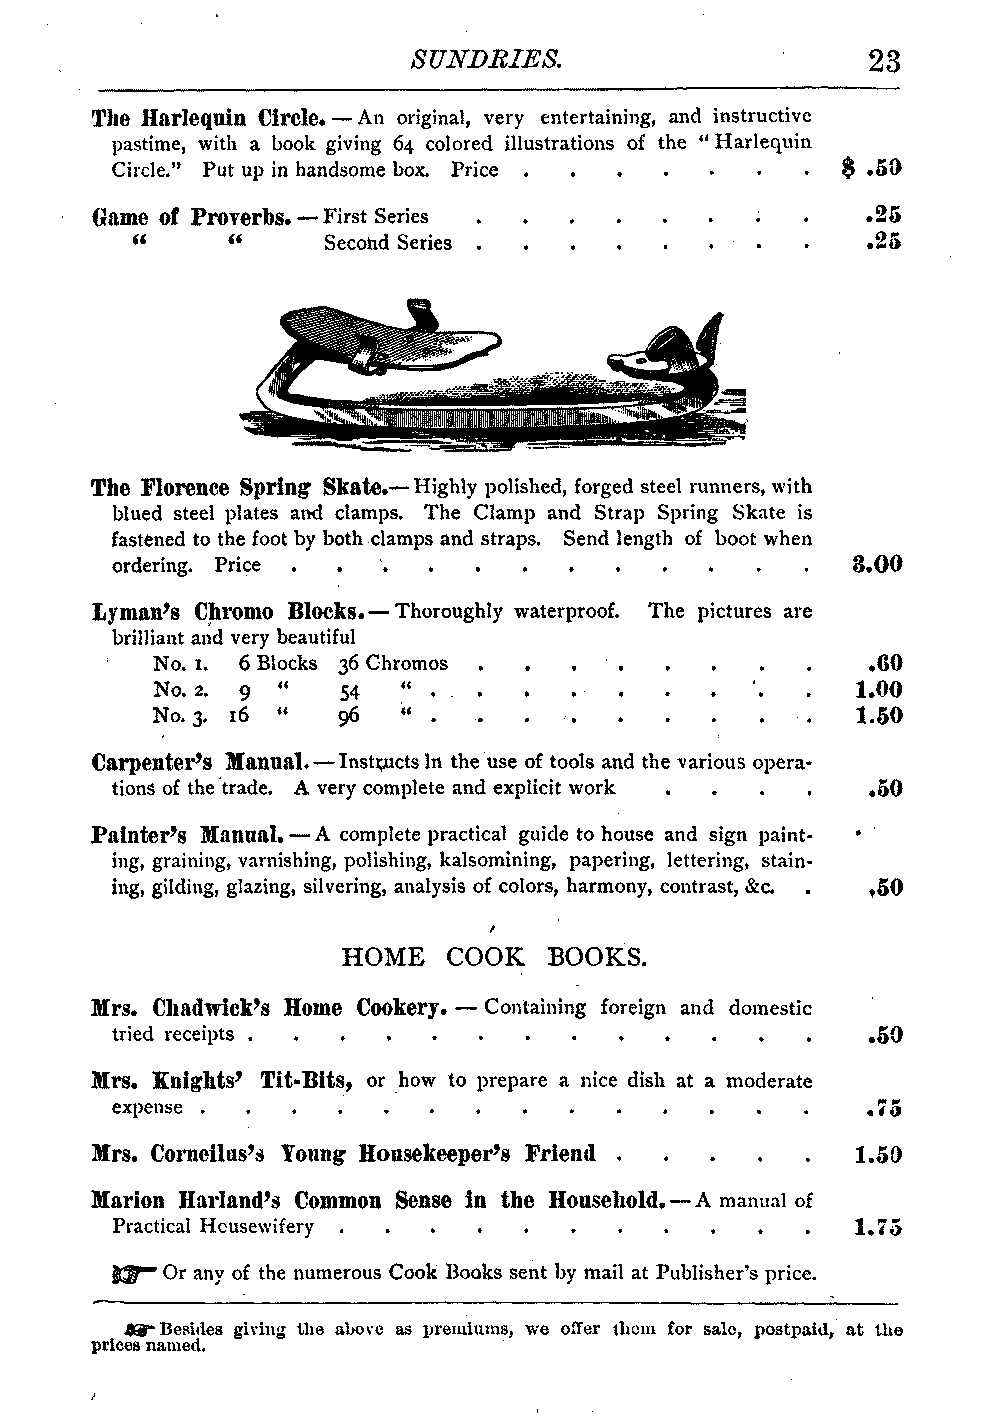 SUNDRIES. 23
The Harlequin Circle. — An original, very entertaining, and instructive
pastime, with a book giving 64 colored illustrations of the "Harlequin
Circle." Put up in handsome box. Price . . . . . . . $ .50
Game of Proverbs. — First Series . . . . . . . . .25
" " Second Series . . . . . . . . .25
The Florence Spring Skate.— Highly polished, forged steel runners, with
blued steel plates and clamps. The Clamp and Strap Spring Skate is
fastened to the foot by both clamps and straps. Send length of boot when
ordering. Price . . . . . . . . . . . . 3.00
Lyman's Chromo Blocks.— Thoroughly waterproof. The pictures are
brilliant and very beautiful
No. 1. 6 Blocks 36 Chromos . . . . . . . . .60
No. 2. 9 " 54 " . . . . . . . . . 1.00
No. 3. 16 " 96 " . . . . . . . . . 1.50
Carpenter's Manual.— Instructs in the use of tools and the various opera-
tions of the trade. A very complete and explicit work . . . . .50
Painter's Manual. — A complete practical guide to house and sign paint-
ing, graining, varnishing, polishing, kalsomining, papering, lettering, stain-
ing, gilding, glazing, silvering, analysis of colors, harmony, contrast, &c. . .50
HOME COOK BOOKS.
Mrs. Chadwick's Home Cookery. — Containing foreign and domestic
tried receipts . . . . . . . . . . . . . .50
Mrs. Knights' Tit-Bits, or how to prepare a nice dish at a moderate
expense . . . . . . . . . . . . . . .75
Mrs. Corneilus's Young Housekeeper's Friend . . . . . 1.50
Marion Harland's Common Sense in the Household.— A manual of
Practical Housewifery . . . . . . . . . . . 1.75
☞ Or any of the numerous Cook Books sent by mail at Publisher's price.
☞ Besides giving the above as premiums, we offer them for sale, postpaid, at the
prices named.